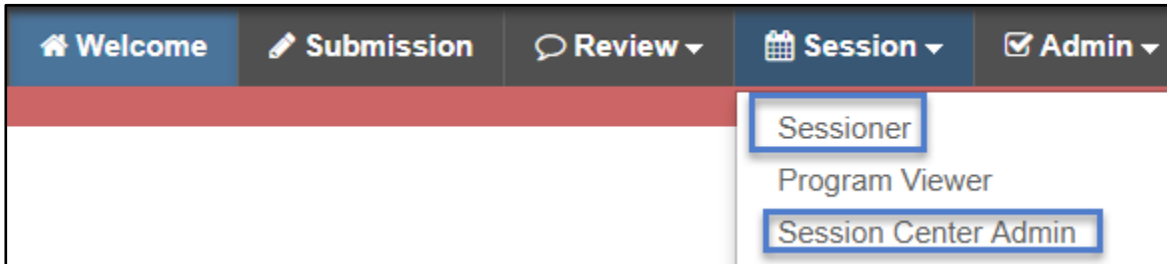 Welcome Submission Review Session Admin
Sessioner
Program Viewer
Session Center Admin